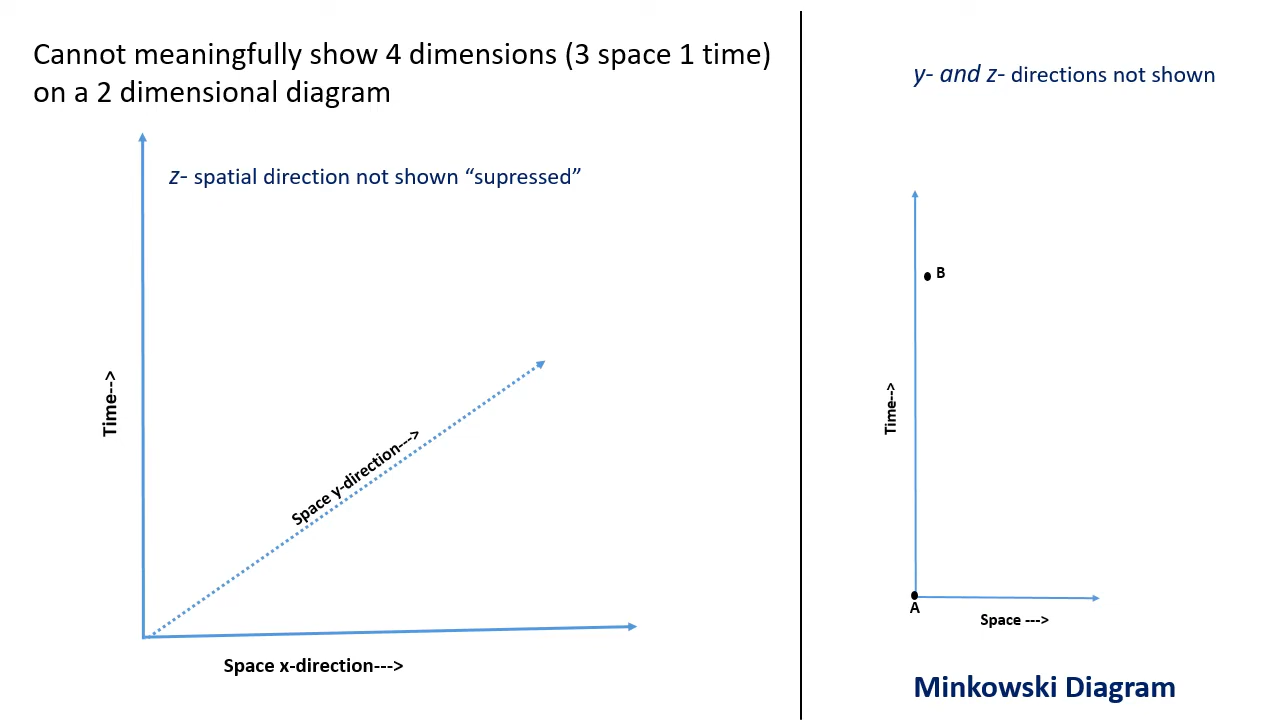 Cannot meaningfully show 4 dimensions (3 space 1 time)
on a 2 dimensional diagram
z- spatial direction not shown “supressed”
Time-->
Space y-direction--->
Space x-direction--->
y- and z- directions not shown
B
Time-->
A
Space --->
Minkowski Diagram